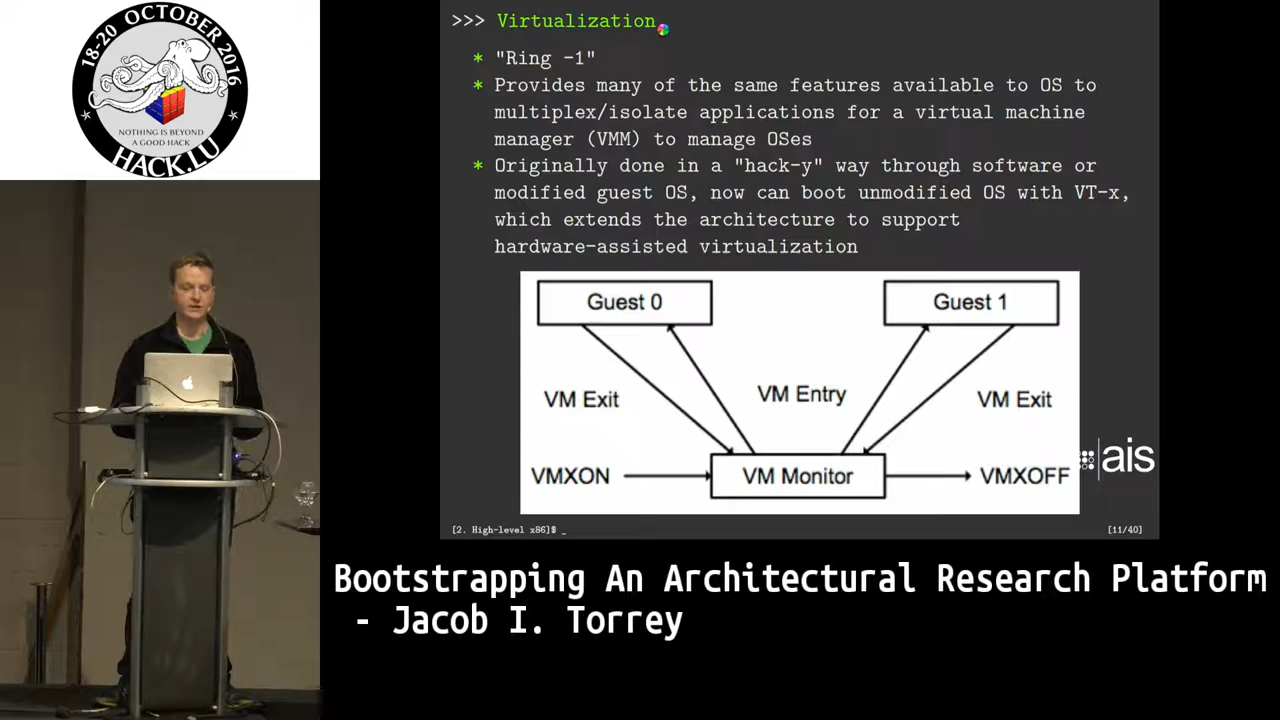 18-20 OCTOBER 2016
NOTHING IS BEYOND
A GOOD HACK
HACK.LU
>>> Virtualization
* "Ring -1"
* Provides many of the same features available to OS to
multiplex/isolate applications for a virtual machine
manager (VMM) to manage OSes
* Originally done in a "hack-y" way through software or
modified guest OS, now can boot unmodified OS with VT-x,
which extends the architecture to support
hardware-assisted virtualization
Guest 0
Guest 1
VM Exit
VM Entry
VM Exit
VMXON
VM Monitor
VMXOFF
ais
[2. High-level x86]$ _
[11/40]
Bootstrapping An Architectural Research Platform
- Jacob I. Torrey